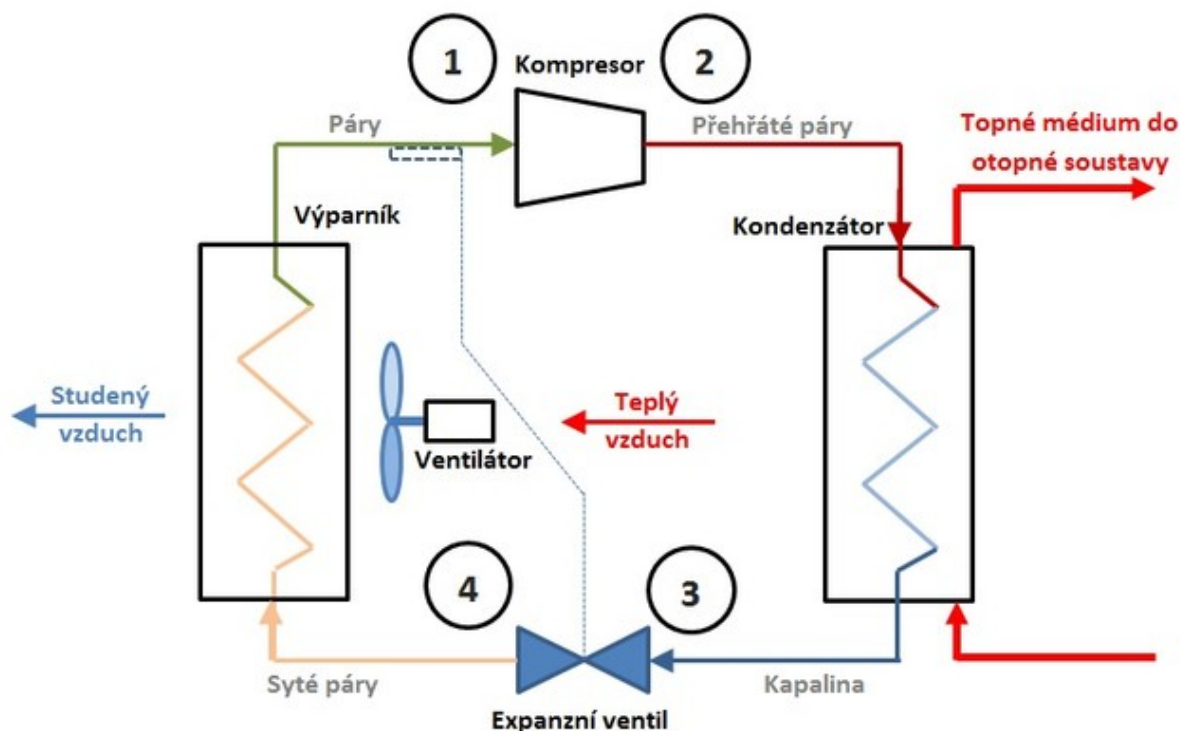 1
Kompresor
2
Páry
Přehřáté páry
Topné médium do
otopné soustavy
Výparník
Kondenzátor
Studený
vzduch
Teplý
vzduch
Ventilátor
4
3
Syté páry
Kapalina
Expanzní ventil